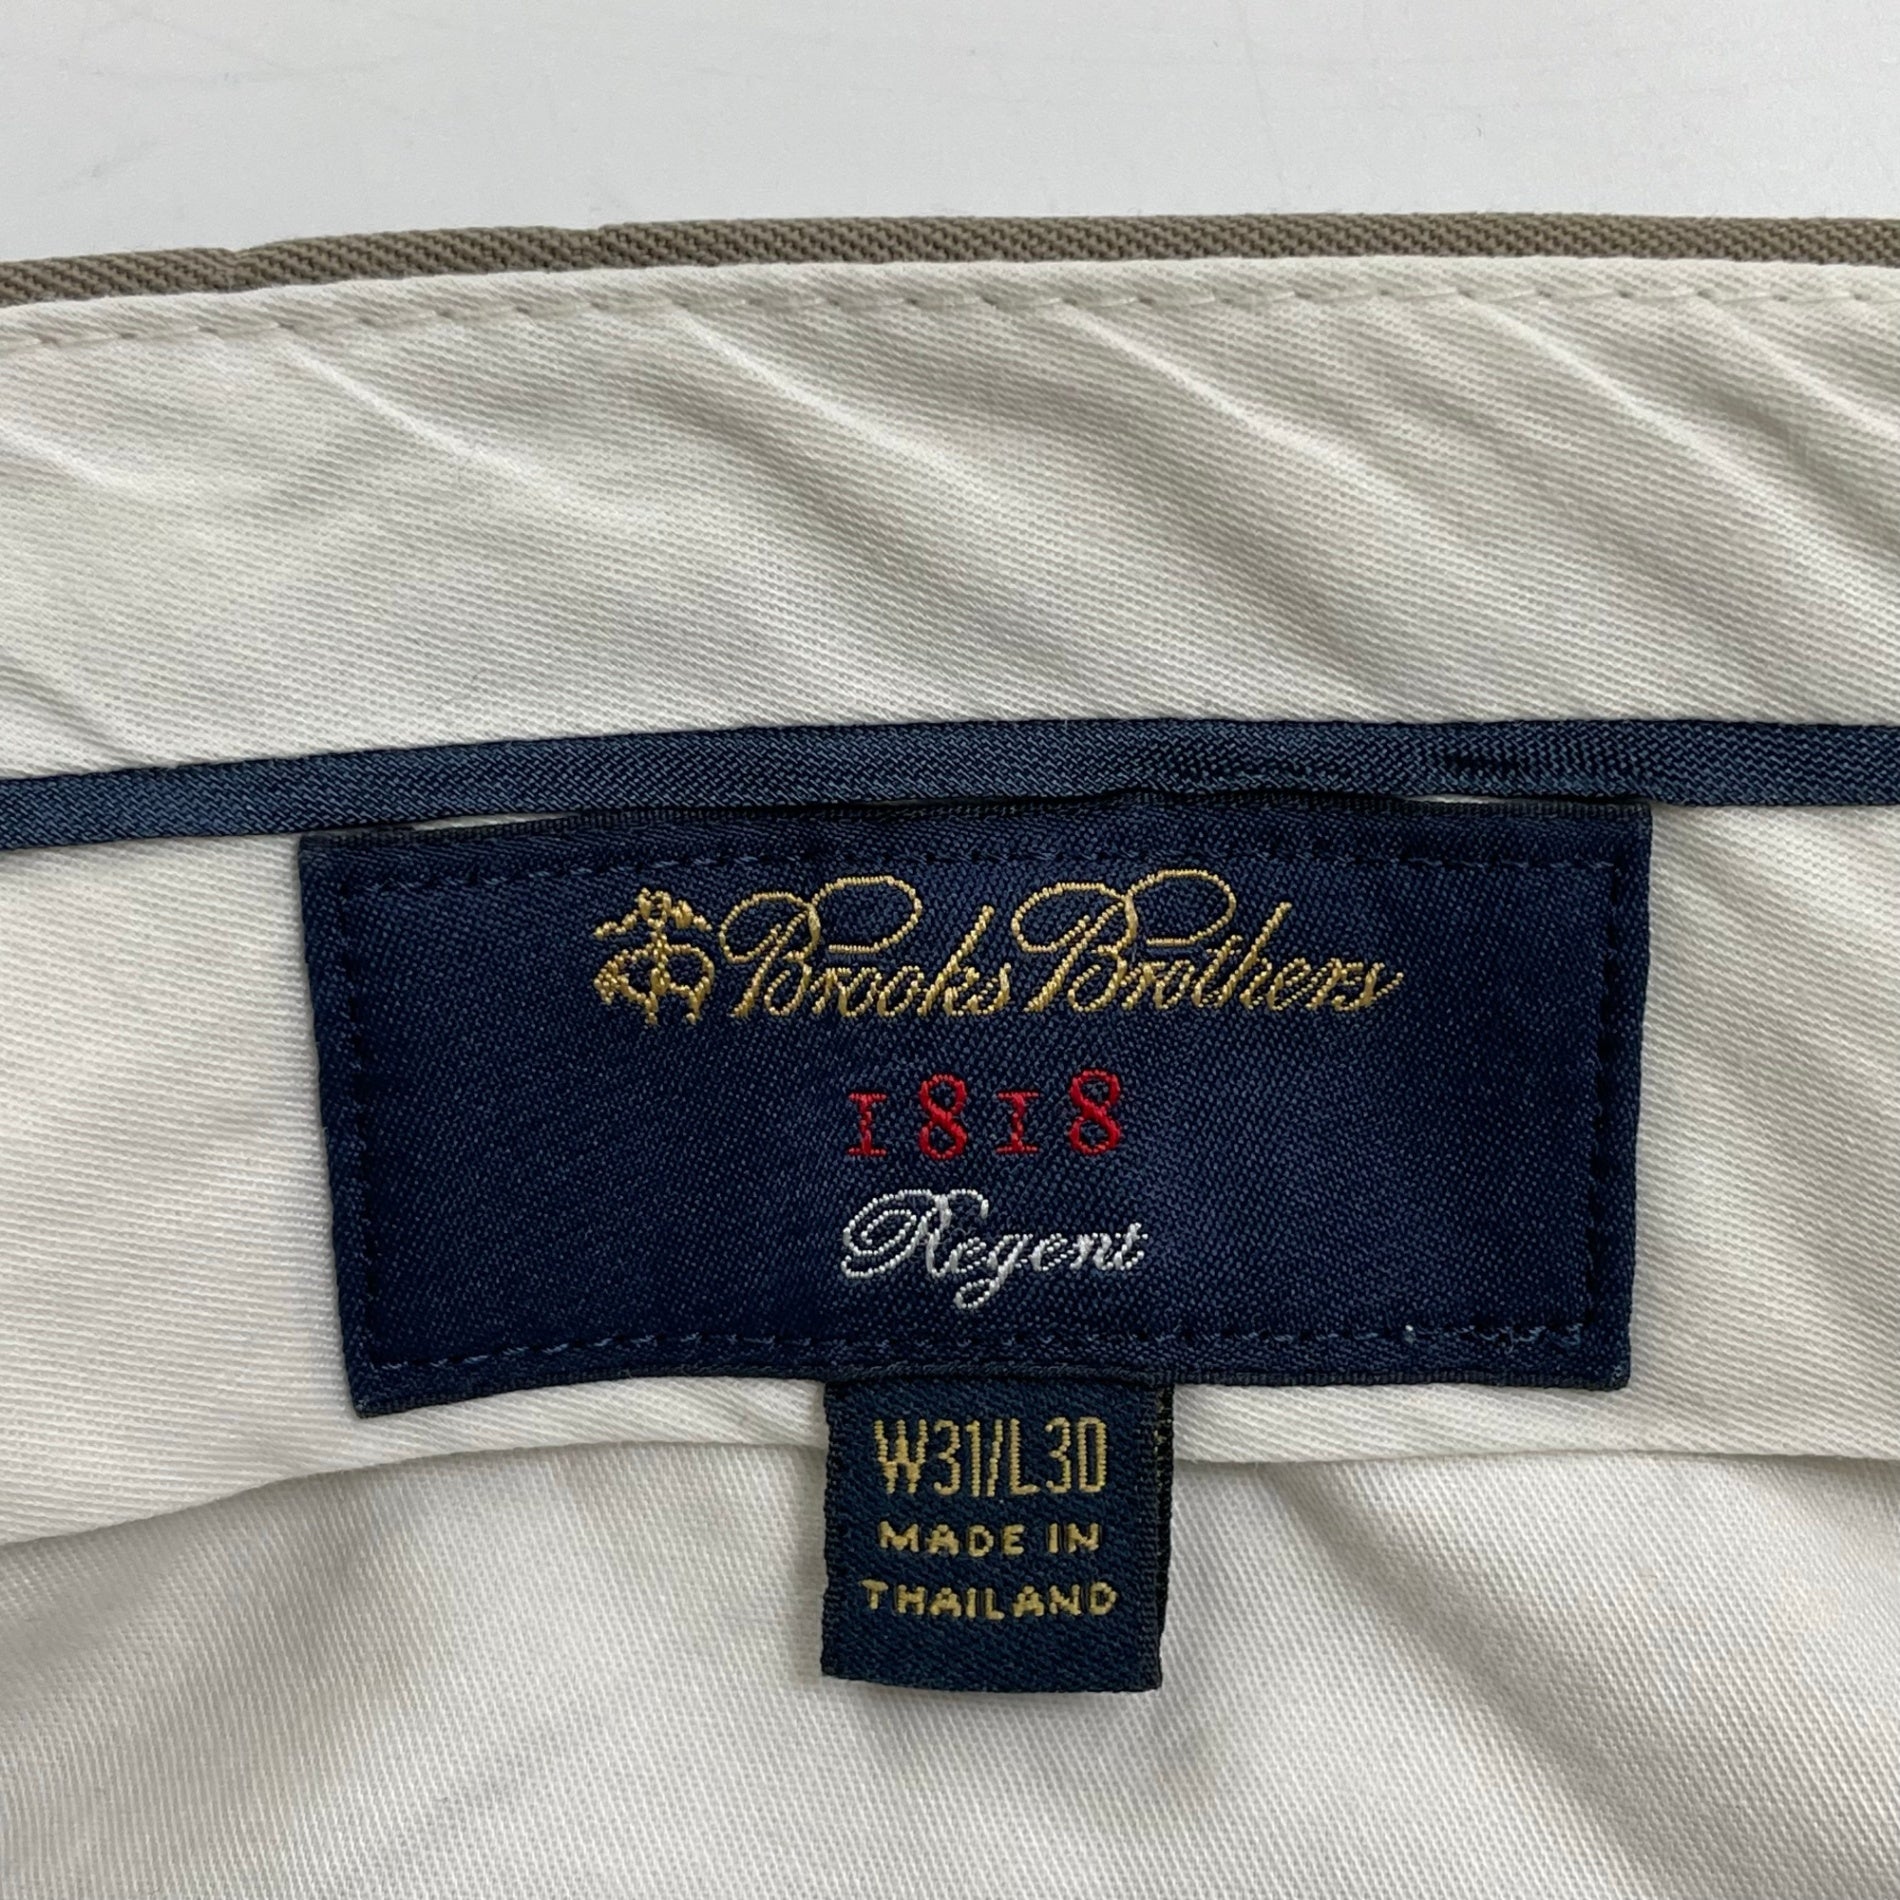 Brooks Brothers
1818
Regent
W31/L30
MADE IN
THAILAND